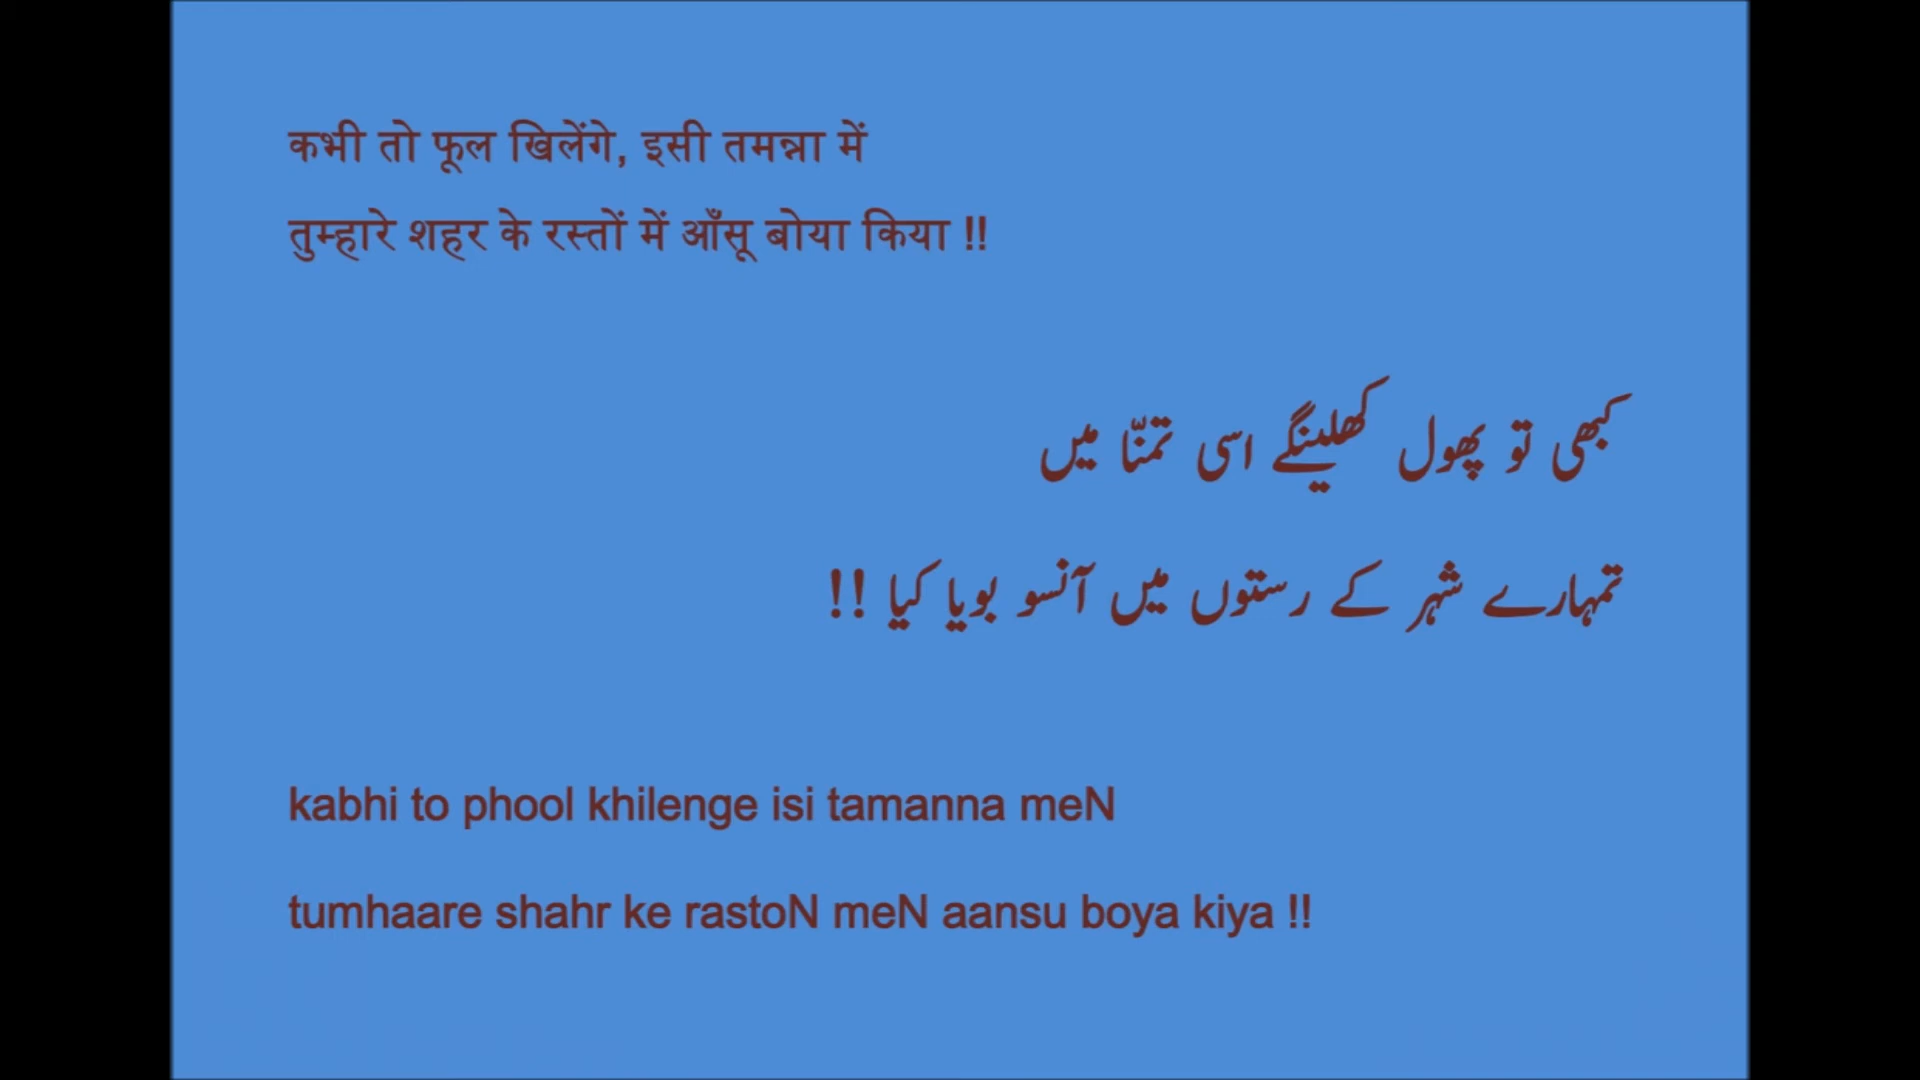 कभी तो फूल खिलेंगे, इसी तमन्ना में
तुम्हारे शहर के रस्तों में आँसू बोया किया !!
کبھی تو پھول کھلینگے اسی تمنّا میں
تمہارے شہر کے رستوں میں آنسو بویا کیا !!
kabhi to phool khilenge isi tamanna meN
tumhaare shahr ke rastoN meN aansu boya kiya !!